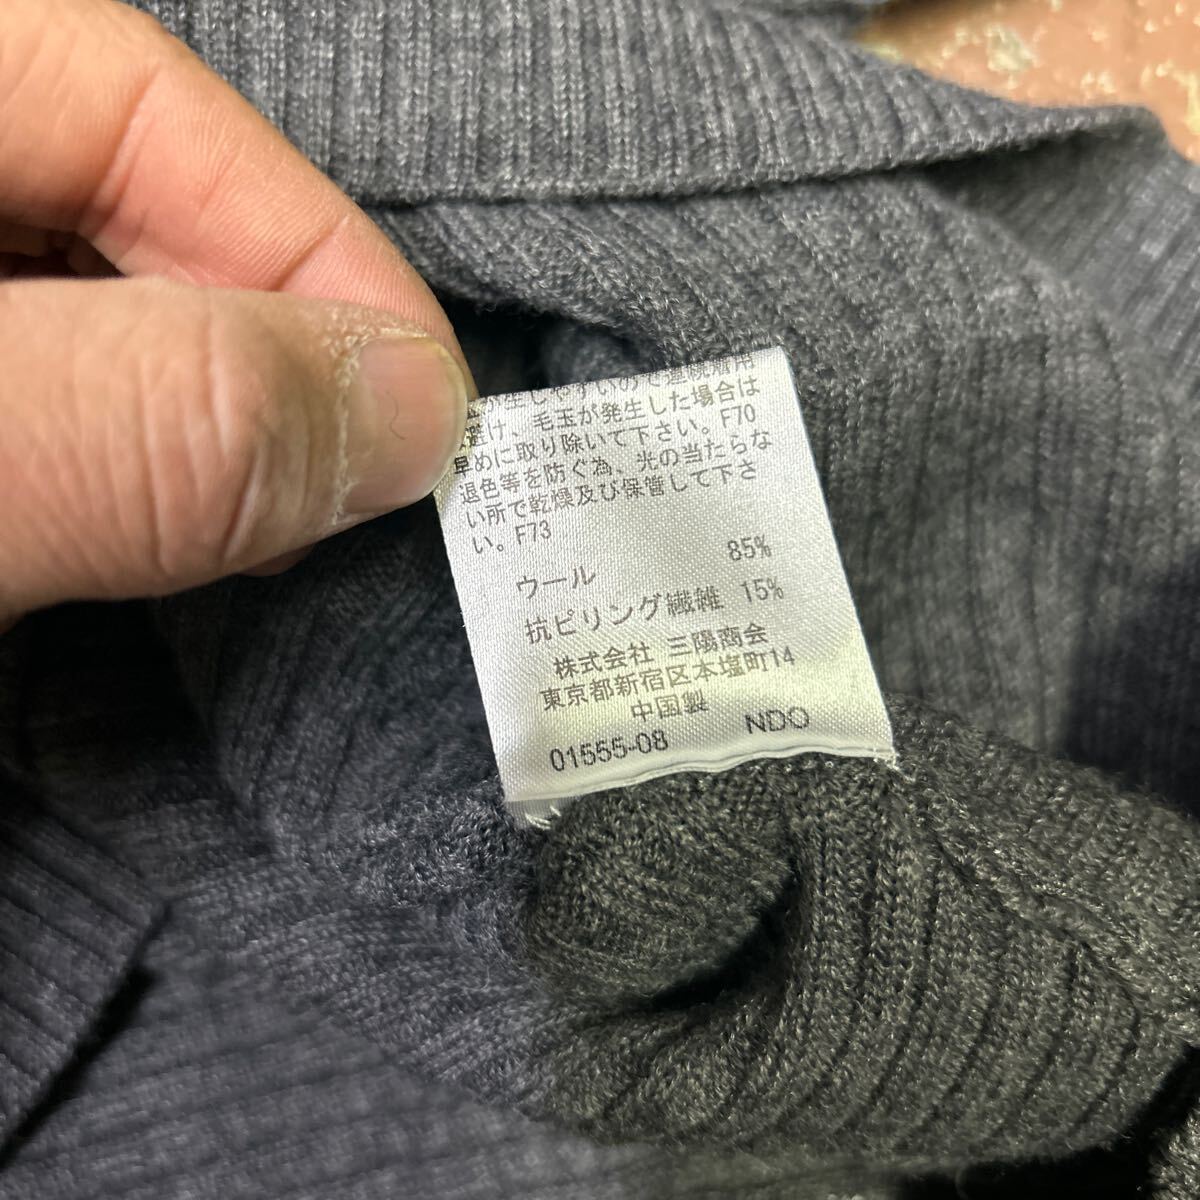 が生じやすいので連続着用
避け、毛玉が発生した場合は
早めに取り除いて下さい。F70
退色等を防ぐ為、光の当たらな
い所で乾燥及び保管して下さ
い。F73
ウール 85%
抗ピリング繊維 15%
株式会社 三陽商会
東京都新宿区本塩町14
中国製
01555-08 NDO